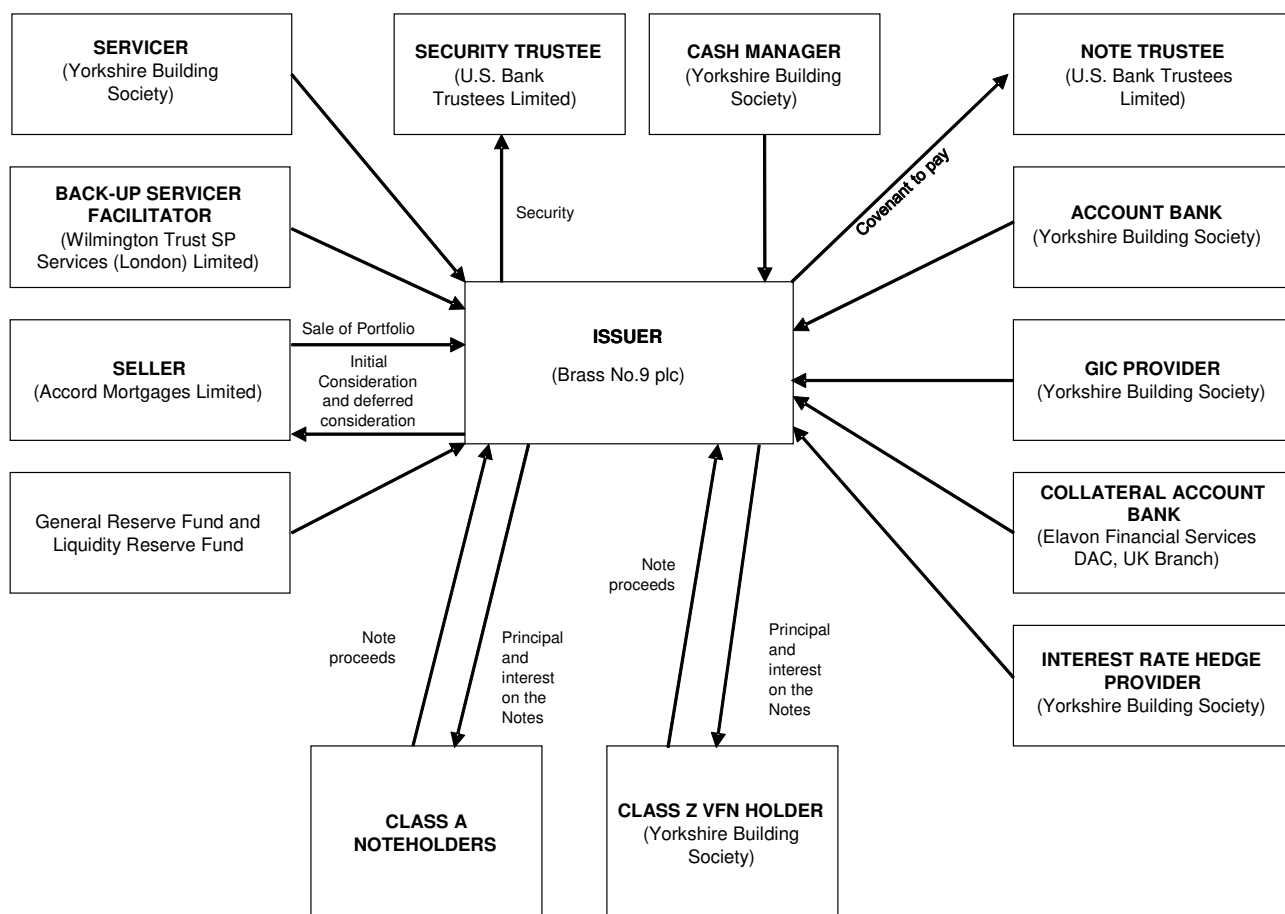 SERVICER
(Yorkshire Building
Society)
SECURITY TRUSTEE
(U.S. Bank
Trustees Limited)
CASH MANAGER
(Yorkshire Building
Society)
NOTE TRUSTEE
(U.S. Bank Trustees
Limited)
BACK-UP SERVICER
FACILITATOR
(Wilmington Trust SP
Services (London) Limited)
Security
Covenant to pay
ACCOUNT BANK
(Yorkshire Building Society)
SELLER
(Accord Mortgages Limited)
Sale of Portfolio
Initial
Consideration
and deferred
consideration
ISSUER
(Brass No.9 plc)
GIC PROVIDER
(Yorkshire Building Society)
General Reserve Fund and
Liquidity Reserve Fund
COLLATERAL ACCOUNT
BANK
(Elavon Financial Services
DAC, UK Branch)
Note
proceeds
Principal
and
interest
on the
Notes
Note
proceeds
Principal
and
interest
on the
Notes
INTEREST RATE HEDGE
PROVIDER
(Yorkshire Building Society)
CLASS A
NOTEHOLDERS
CLASS Z VFN HOLDER
(Yorkshire Building
Society)